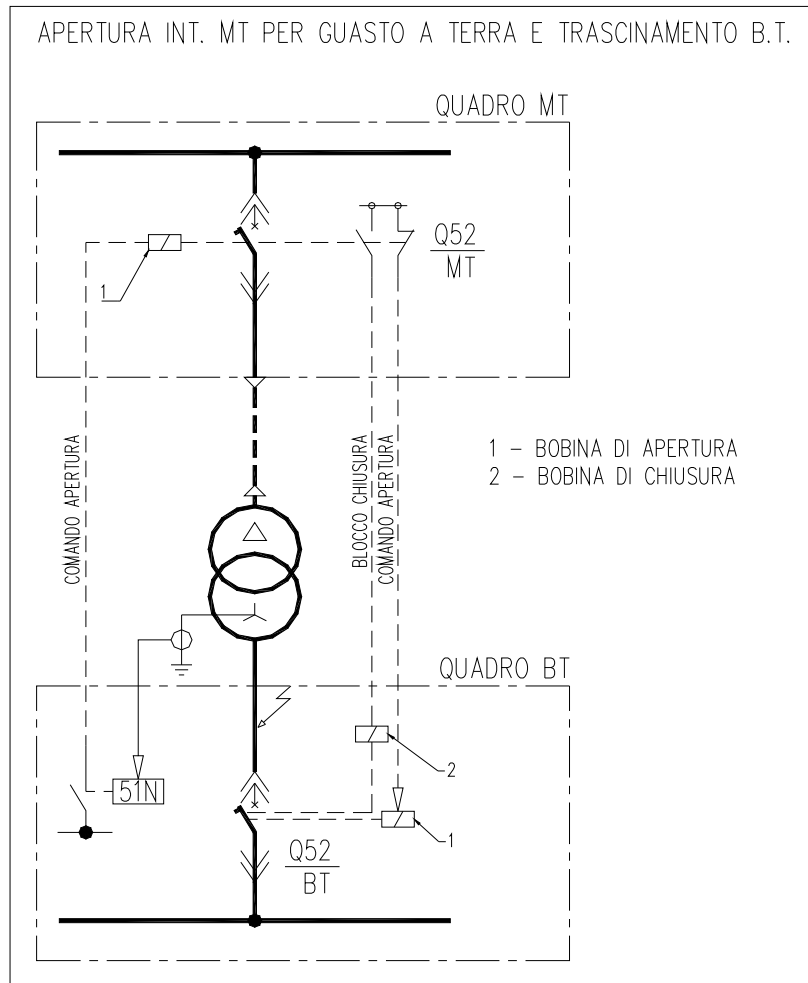 APERTURA INT. MT PER GUASTO A TERRA E TRASCINAMENTO B.T.
QUADRO MT
Q52
MT
1
COMANDO APERTURA
BLOCCO CHIUSURA
COMANDO APERTURA
1 - BOBINA DI APERTURA
2 - BOBINA DI CHIUSURA
QUADRO BT
51N
2
1
Q52
BT